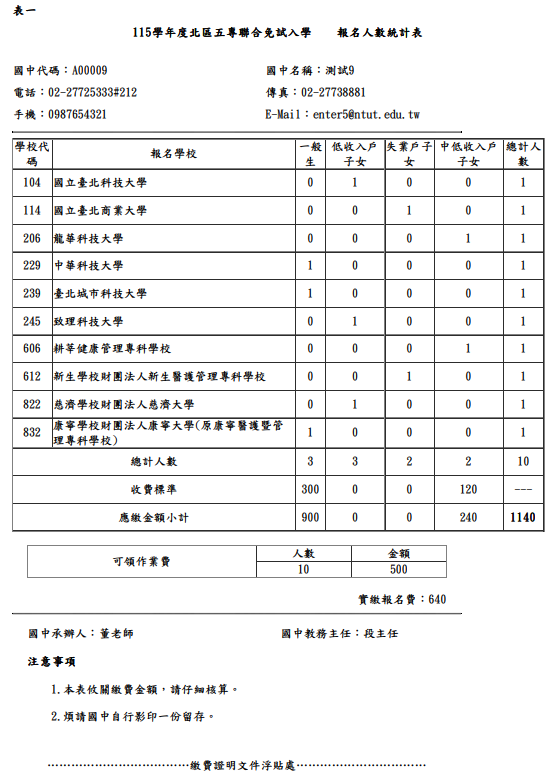 表一
115學年度北區五專聯合免試入學 報名人數統計表
國中代碼：A00009 國中名稱：測試9
電話：02-27725333#212 傳真：02-27738881
手機：0987654321 E-Mail：enter5@ntut.edu.tw
學校代碼 報名學校 一般生 低收入戶子女 失業戶子女 中低收入戶子女 總計人數
104 國立臺北科技大學 0 1 0 0 1
114 國立臺北商業大學 0 0 1 0 1
206 龍華科技大學 0 0 0 1 1
229 中華科技大學 1 0 0 0 1
239 臺北城市科技大學 1 0 0 0 1
245 致理科技大學 0 1 0 0 1
606 耕莘健康管理專科學校 0 0 0 1 1
612 新生學校財團法人新生醫護管理專科學校 0 0 1 0 1
822 慈濟學校財團法人慈濟大學 0 1 0 0 1
832 康寧學校財團法人康寧大學(原康寧醫護暨管理專科學校) 1 0 0 0 1
總計人數 3 3 2 2 10
收費標準 300 0 0 120 ---
應繳金額小計 900 0 0 240 1140
可領作業費 人數 金額
10 500
實繳報名費：640
國中承辦人：董老師 國中教務主任：段主任
注意事項
1.本表攸關繳費金額，請仔細核算。
2.煩請國中自行影印一份留存。
………………………………繳費證明文件浮貼處……………………………